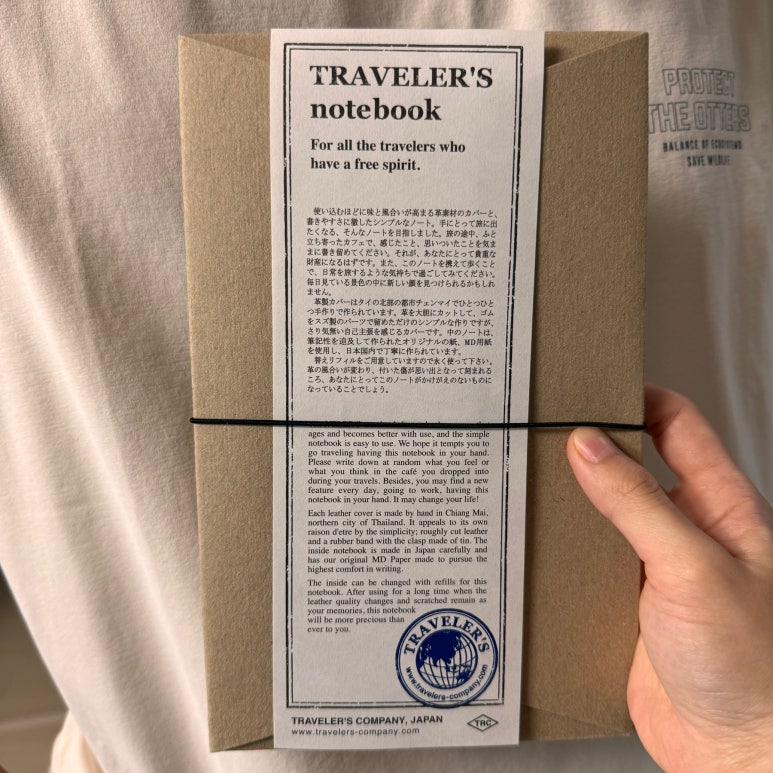 TRAVELER'S
notebook
For all the travelers who
have a free spirit.
使い込むほどに味と風合いが高まる革素材のカバーと、
書きやすさに徹したシンプルなノート。手にとって旅に出
たくなる、そんなノートを目指しました。旅の途中、ふと
立ち寄ったカフェで、感じたこと、思いついたことを気ま
まに書き留めてください。それが、あなたにとって貴重な
財産になるはずです。また、このノートを携えて歩くこと
で、日常を旅するような気持ちで過ごしてみてください。
毎日見ている景色の中に新しい顔を見つけられるかもしれ
ません。
革製カバーはタイの北部の都市チェンマイでひとつひと
つ手作りで作られています。革を大胆にカットして、ゴム
をスズ製のパーツで留めただけのシンプルな作りですが、
さり気無い自己主張を感じるカバーです。中のノートは、
筆記性を追及して作られたオリジナルの紙、MD用紙
を使用し、日本国内で丁寧に作られています。
替えリフィルをご用意していますので永く使って下さい。
革の風合いが変わり、付いた傷が思い出となって刻まれる
ころ、あなたにとってこのノートがかけがえのないものに
なっていることでしょう。
ages and becomes better with use, and the simple
notebook is easy to use. We hope it tempts you to
go traveling having this notebook in your hand.
Please write down at random what you feel or
what you think in the café you dropped into
during your travels. Besides, you may find a new
feature every day, going to work, having this
notebook in your hand. It may change your life!
Each leather cover is made by hand in Chiang Mai,
northern city of Thailand. It appeals to its own
raison d'etre by the simplicity; roughly cut leather
and a rubber band with the clasp made of tin. The
inside notebook is made in Japan carefully and
has our original MD Paper made to pursue the
highest comfort in writing.
The inside can be changed with refills for this
notebook. After using for a long time when the
leather quality changes and scratched remain as
your memories, this notebook
will be more precious than
ever to you.
TRAVELER'S
www.travelers-company.com
TRAVELER'S COMPANY, JAPAN
www.travelers-company.com
TRC
PROTECT
THE OTTERS
BALANCE OF ECOSYSTEMS
SAVE WILDLIFE